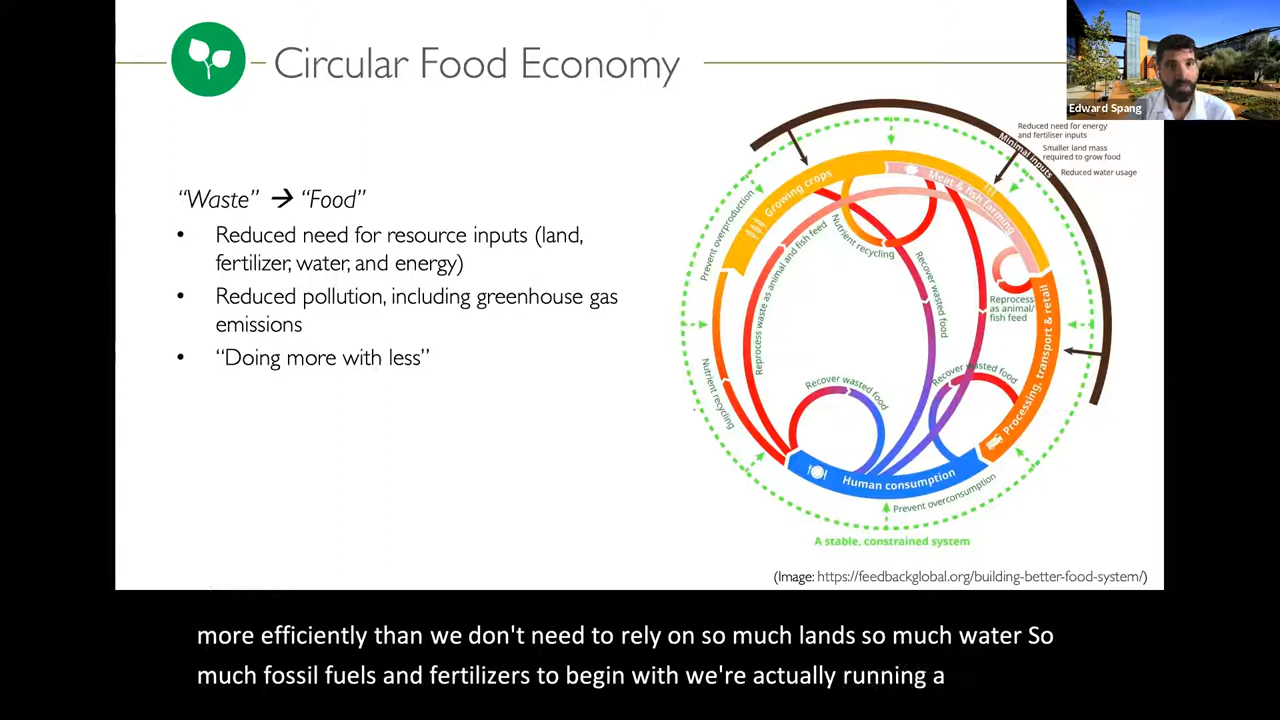 Circular Food Economy
Edward Spang
“Waste” → “Food”
• Reduced need for resource inputs (land,
fertilizer, water, and energy)
• Reduced pollution, including greenhouse gas
emissions
• “Doing more with less”
Reduced need for energy
and fertiliser inputs
Smaller land mass
required to grow food
Reduced water usage
Minimal inputs
Growing crops
Meat & fish farming
Prevent overproduction
Nutrient recycling
Reprocess waste as animal and fish feed
Recover wasted food
Reprocess
as animal/
fish feed
Processing, transport & retail
Nutrient recycling
Recover wasted food
Recover wasted food
Human consumption
Prevent overconsumption
A stable, constrained system
(Image: https://feedbackglobal.org/building-better-food-system/)
more efficiently than we don't need to rely on so much lands so much water So
much fossil fuels and fertilizers to begin with we're actually running a